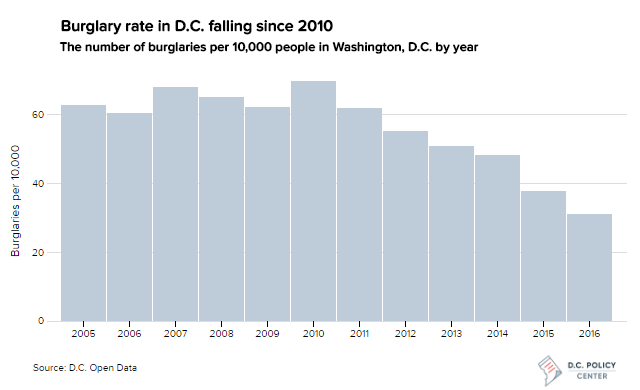 Burglary rate in D.C. falling since 2010
The number of burglaries per 10,000 people in Washington, D.C. by year
Burglaries per 10,000
60
40
20
0
2005 2006 2007 2008 2009 2010 2011 2012 2013 2014 2015 2016
Source: D.C. Open Data
D.C. POLICY
CENTER